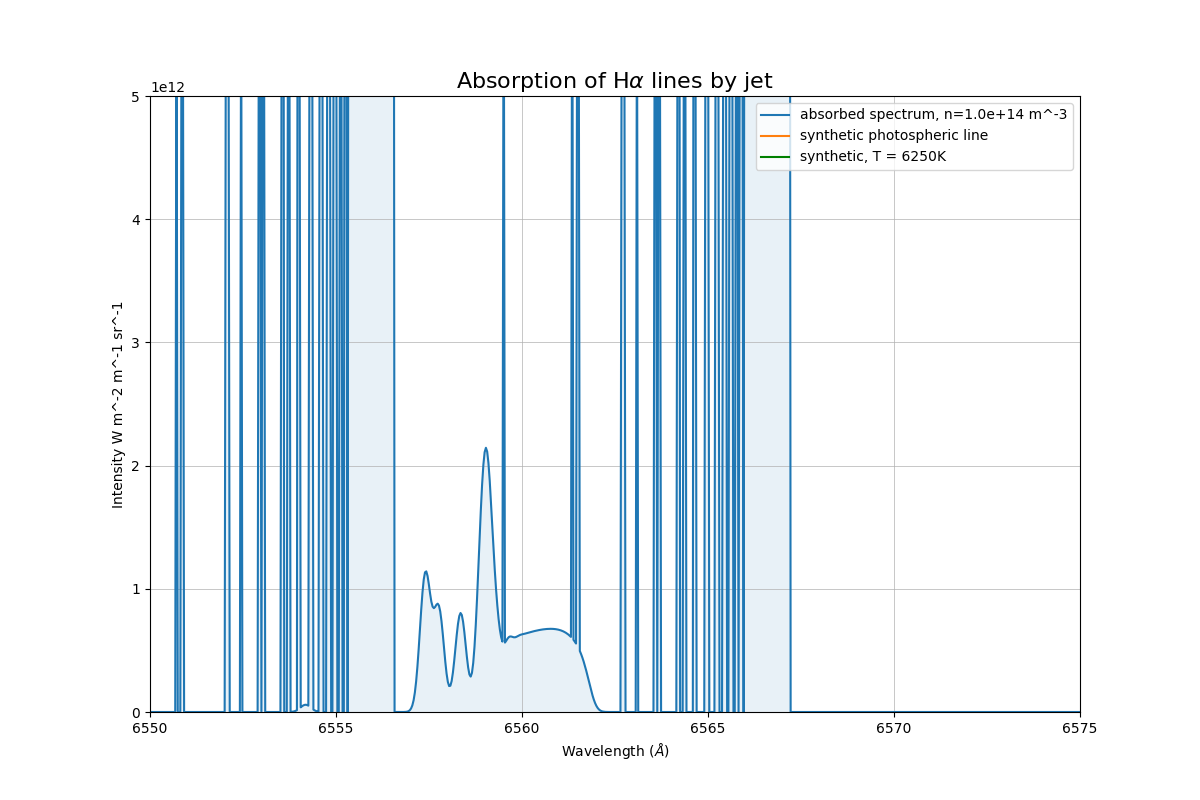 Absorption of Hα lines by jet
1e12
absorbed spectrum, n=1.0e+14 m^-3
synthetic photospheric line
synthetic, T = 6250K
Intensity W m^-2 m^-1 sr^-1
5
4
3
2
1
0
6550 6555 6560 6565 6570 6575
Wavelength (Å)